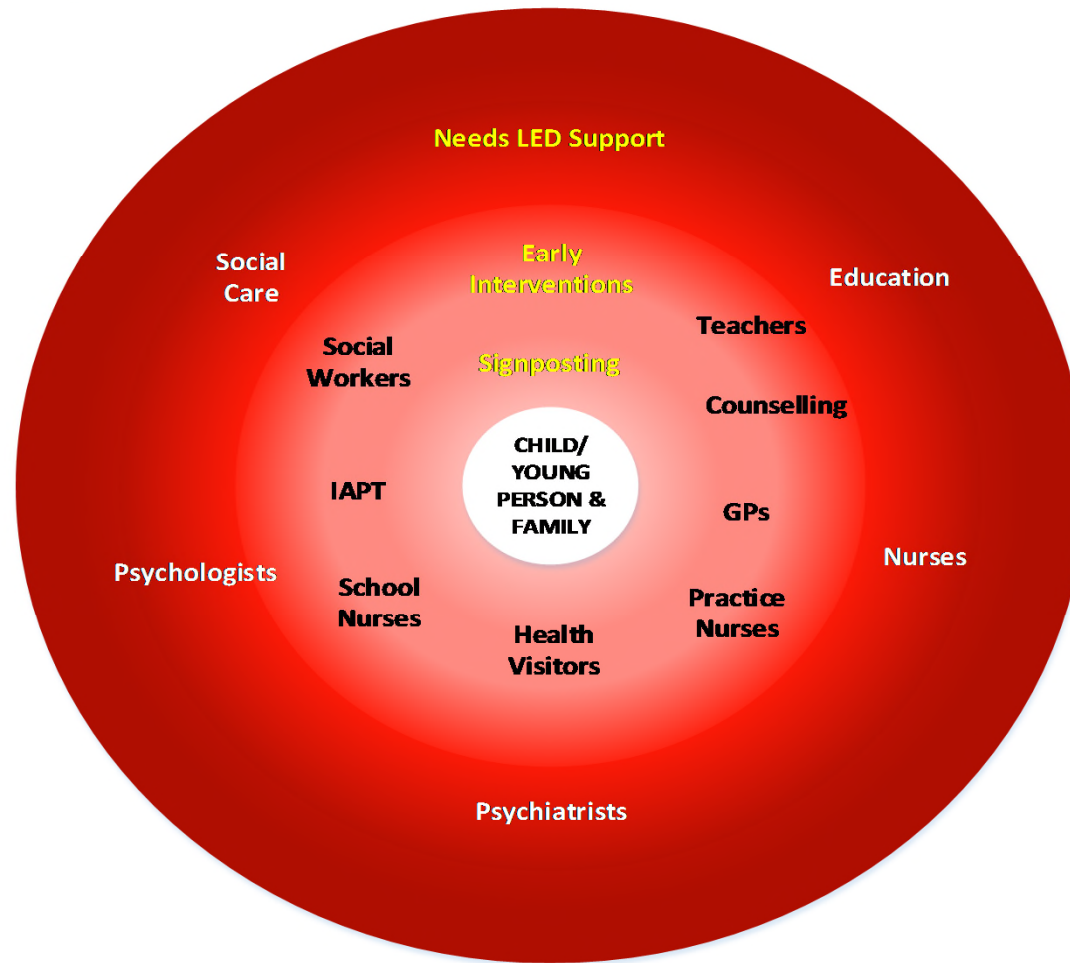 Needs LED Support
Social
Care
Early
Interventions
Education
Teachers
Social
Workers
Signposting
Counselling
CHILD/
YOUNG
PERSON &
FAMILY
IAPT
GPs
Nurses
Psychologists
School
Nurses
Practice
Nurses
Health
Visitors
Psychiatrists